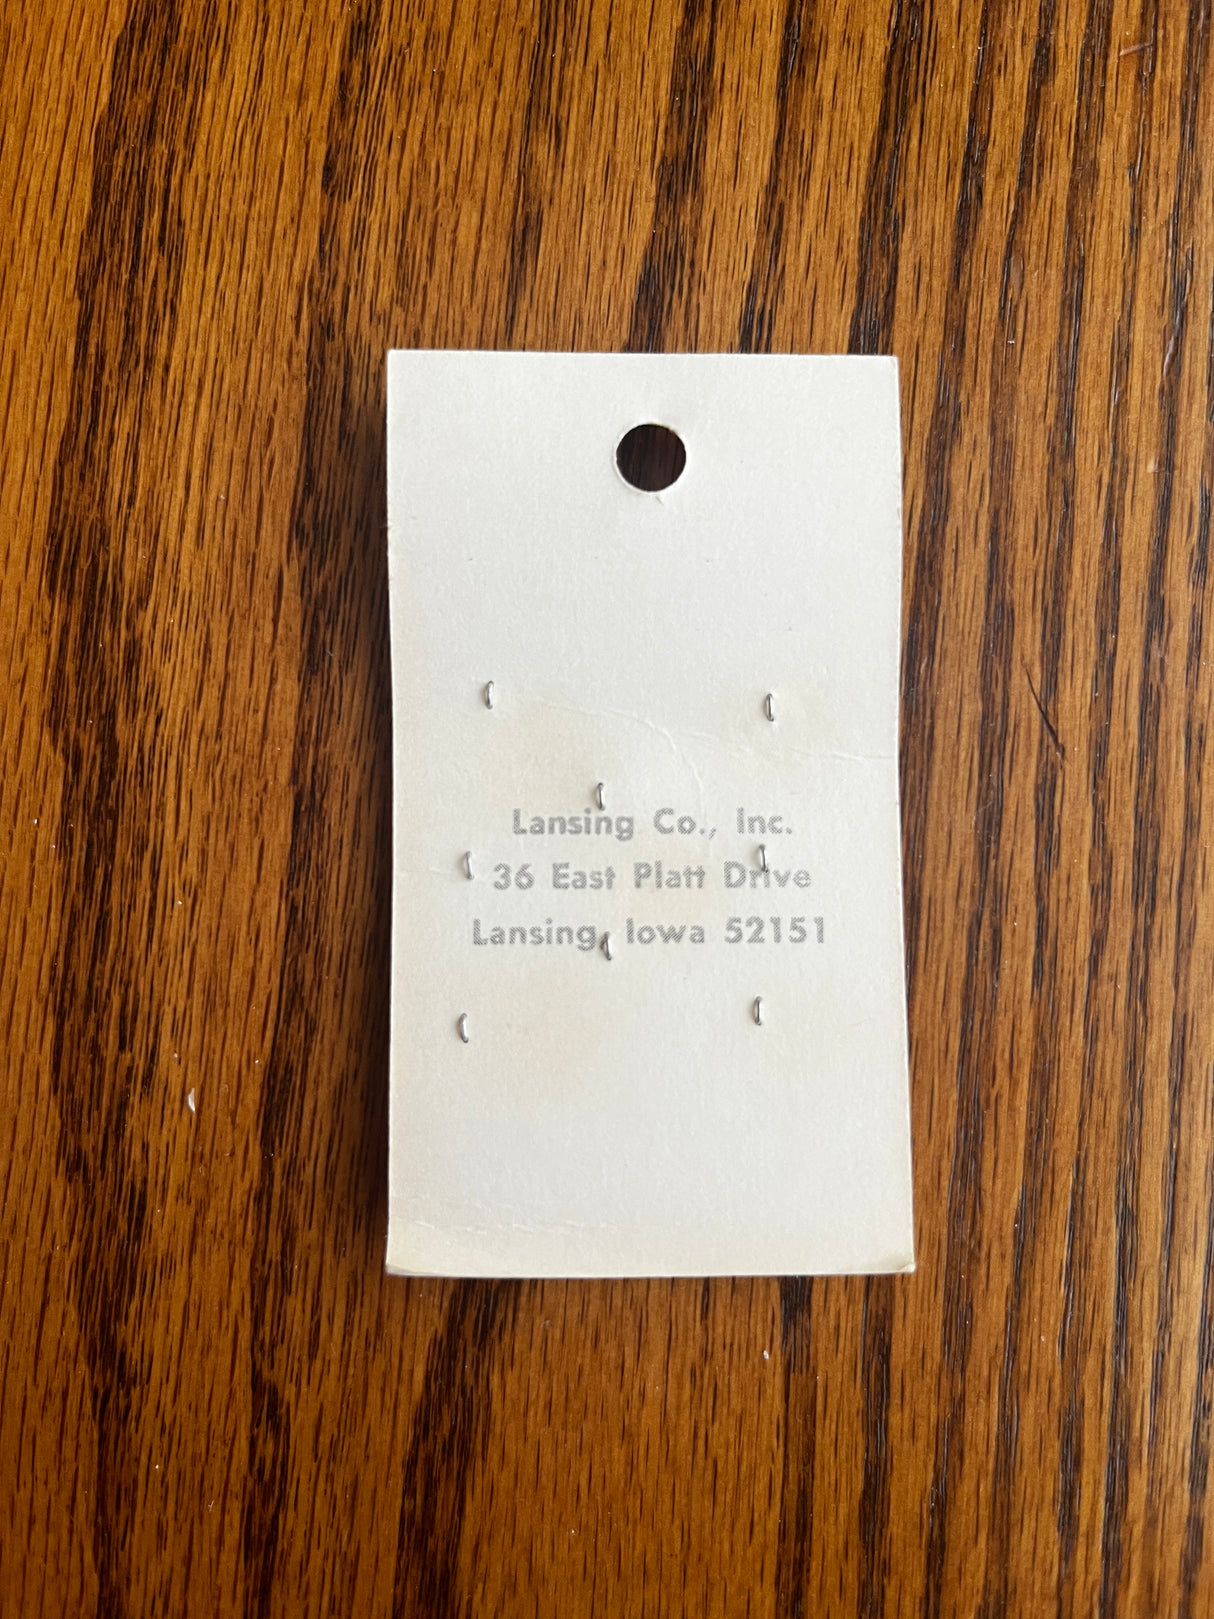 Lansing Co., Inc.
36 East Platt Drive
Lansing, Iowa 52151